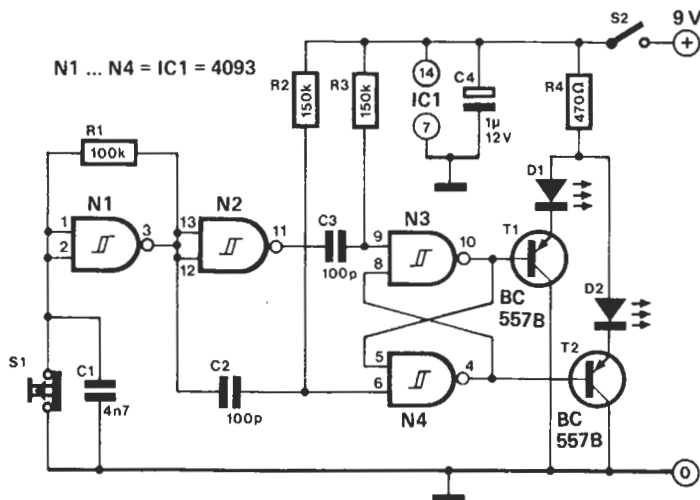 S2
9V
+
N1 ... N4 = IC1 = 4093
R2
150k
R3
150k
14
IC1
7
C4
1μ
12V
R4
470Ω
R1
100k
D1
N1
1
2
3
N2
13
12
11
C3
100p
N3
9
8
10
T1
BC
557B
D2
S1
C1
4n7
C2
100p
5
6
4
N4
T2
BC
557B
0